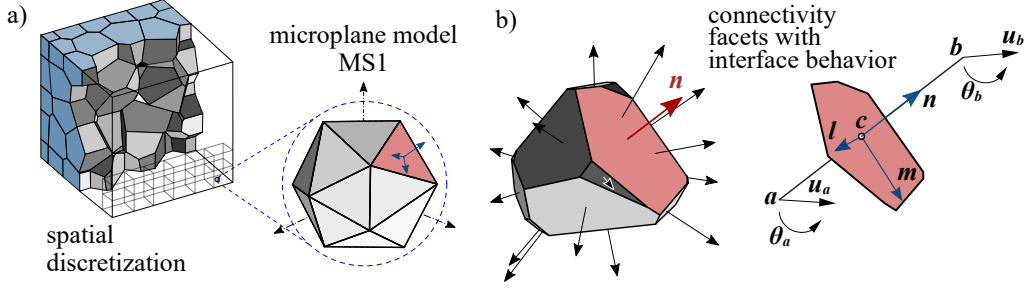 a)
microplane model
MS1
spatial
discretization
b)
n
connectivity
facets with
interface behavior
b
u_b
θ_b
n
l
c
m
a
u_a
θ_a